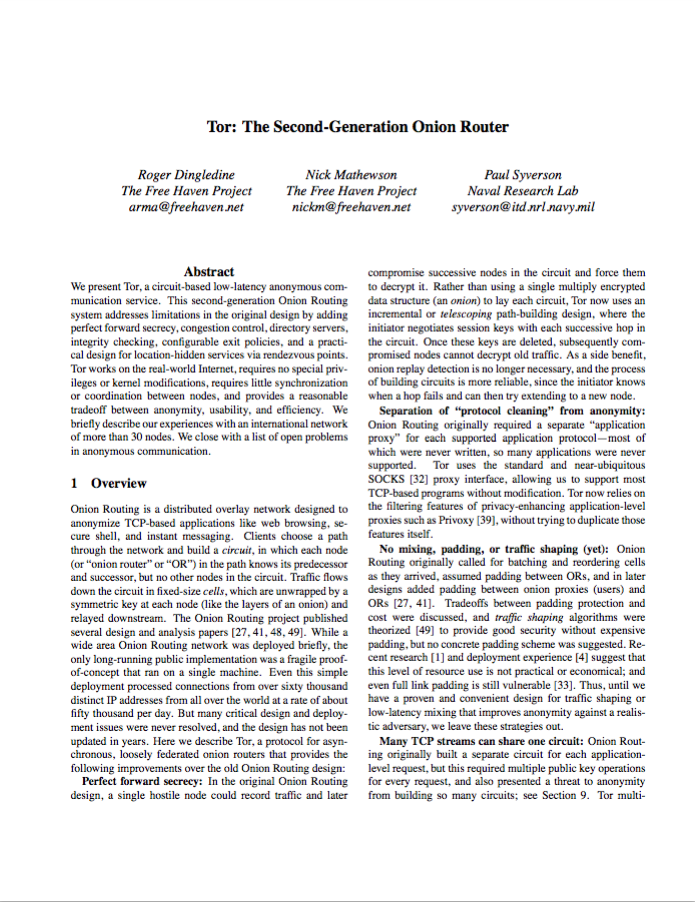 Tor: The Second-Generation Onion Router
Roger Dingledine
The Free Haven Project
arma@freehaven.net
Nick Mathewson
The Free Haven Project
nickm@freehaven.net
Paul Syverson
Naval Research Lab
syverson@itd.nrl.navy.mil
Abstract
We present Tor, a circuit-based low-latency anonymous com-
munication service. This second-generation Onion Routing
system addresses limitations in the original design by adding
perfect forward secrecy, congestion control, directory servers,
integrity checking, configurable exit policies, and a practi-
cal design for location-hidden services via rendezvous points.
Tor works on the real-world Internet, requires no special priv-
ileges or kernel modifications, requires little synchronization
or coordination between nodes, and provides a reasonable
tradeoff between anonymity, usability, and efficiency. We
briefly describe our experiences with an international network
of more than 30 nodes. We close with a list of open problems
in anonymous communication.
1 Overview
Onion Routing is a distributed overlay network designed to
anonymize TCP-based applications like web browsing, se-
cure shell, and instant messaging. Clients choose a path
through the network and build a circuit, in which each node
(or “onion router” or “OR”) in the path knows its predecessor
and successor, but no other nodes in the circuit. Traffic flows
down the circuit in fixed-size cells, which are unwrapped by a
symmetric key at each node (like the layers of an onion) and
relayed downstream. The Onion Routing project published
several design and analysis papers [27, 41, 48, 49]. While a
wide area Onion Routing network was deployed briefly, the
only long-running public implementation was a fragile proof-
of-concept that ran on a single machine. Even this simple
deployment processed connections from over sixty thousand
distinct IP addresses from all over the world at a rate of about
fifty thousand per day. But many critical design and deploy-
ment issues were never resolved, and the design has not been
updated in years. Here we describe Tor, a protocol for asyn-
chronous, loosely federated onion routers that provides the
following improvements over the old Onion Routing design:
Perfect forward secrecy: In the original Onion Routing
design, a single hostile node could record traffic and later
compromise successive nodes in the circuit and force them
to decrypt it. Rather than using a single multiply encrypted
data structure (an onion) to lay each circuit, Tor now uses an
incremental or telescoping path-building design, where the
initiator negotiates session keys with each successive hop in
the circuit. Once these keys are deleted, subsequently com-
promised nodes cannot decrypt old traffic. As a side benefit,
onion replay detection is no longer necessary, and the process
of building circuits is more reliable, since the initiator knows
when a hop fails and can then try extending to a new node.
Separation of “protocol cleaning” from anonymity:
Onion Routing originally required a separate “application
proxy” for each supported application protocol—most of
which were never written, so many applications were never
supported. Tor uses the standard and near-ubiquitous
SOCKS [32] proxy interface, allowing us to support most
TCP-based programs without modification. Tor now relies on
the filtering features of privacy-enhancing application-level
proxies such as Privoxy [39], without trying to duplicate those
features itself.
No mixing, padding, or traffic shaping (yet): Onion
Routing originally called for batching and reordering cells
as they arrived, assumed padding between ORs, and in later
designs added padding between onion proxies (users) and
ORs [27, 41]. Tradeoffs between padding protection and
cost were discussed, and traffic shaping algorithms were
theorized [49] to provide good security without expensive
padding, but no concrete padding scheme was suggested. Re-
cent research [1] and deployment experience [4] suggest that
this level of resource use is not practical or economical; and
even full link padding is still vulnerable [33]. Thus, until we
have a proven and convenient design for traffic shaping or
low-latency mixing that improves anonymity against a realis-
tic adversary, we leave these strategies out.
Many TCP streams can share one circuit: Onion Rout-
ing originally built a separate circuit for each application-
level request, but this required multiple public key operations
for every request, and also presented a threat to anonymity
from building so many circuits; see Section 9. Tor multi-